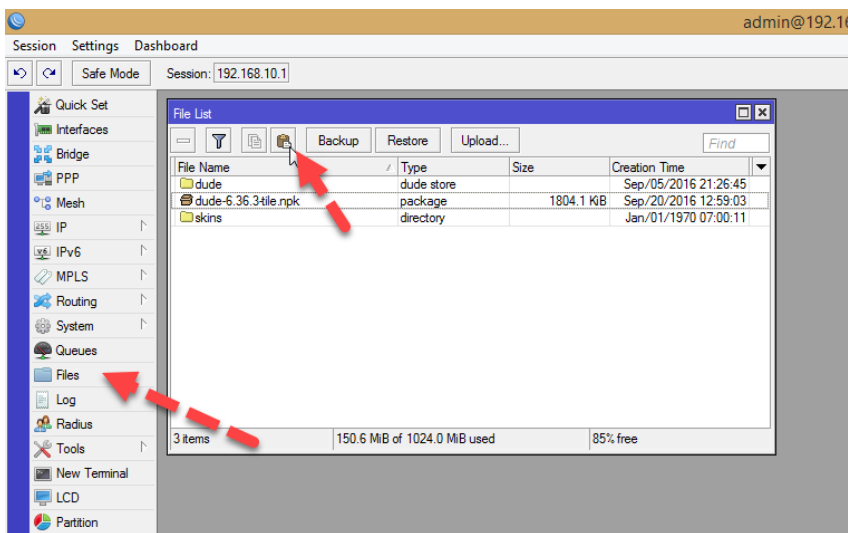 admin@192.16
Session Settings Dashboard
Safe Mode Session: 192.168.10.1
Quick Set
Interfaces
Bridge
PPP
Mesh
255 IP
v6 IPv6
MPLS
Routing
System
Queues
Files
Log
Radius
Tools
New Terminal
LCD
Partition
File List
Backup Restore Upload... Find
File Name Type Size Creation Time
dude dude store Sep/05/2016 21:26:45
dude-6.36.3-tile.npk package 1804.1 KiB Sep/20/2016 12:59:03
skins directory Jan/01/1970 07:00:11
3 items 150.6 MiB of 1024.0 MiB used 85% free